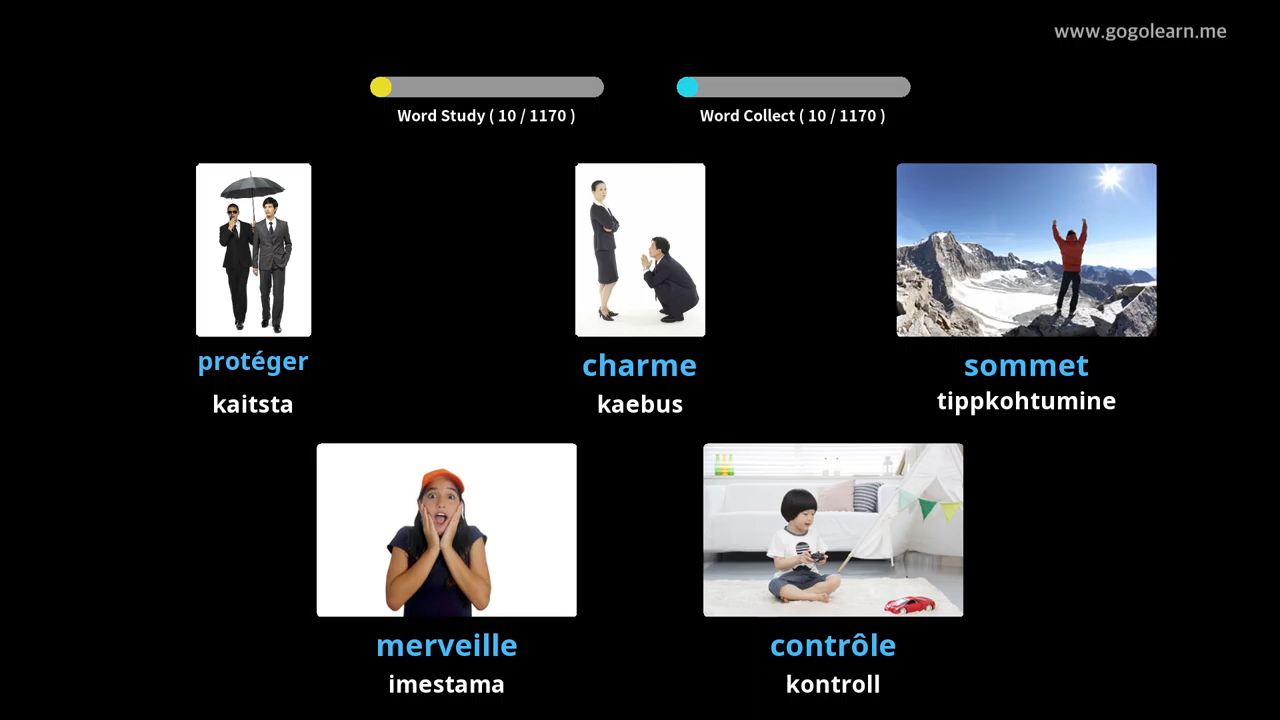 www.gogolearn.me
Word Study ( 10 / 1170 )
Word Collect ( 10 / 1170 )
protéger
kaitsta
charme
kaebus
sommet
tippkohtumine
merveille
imestama
contrôle
kontroll